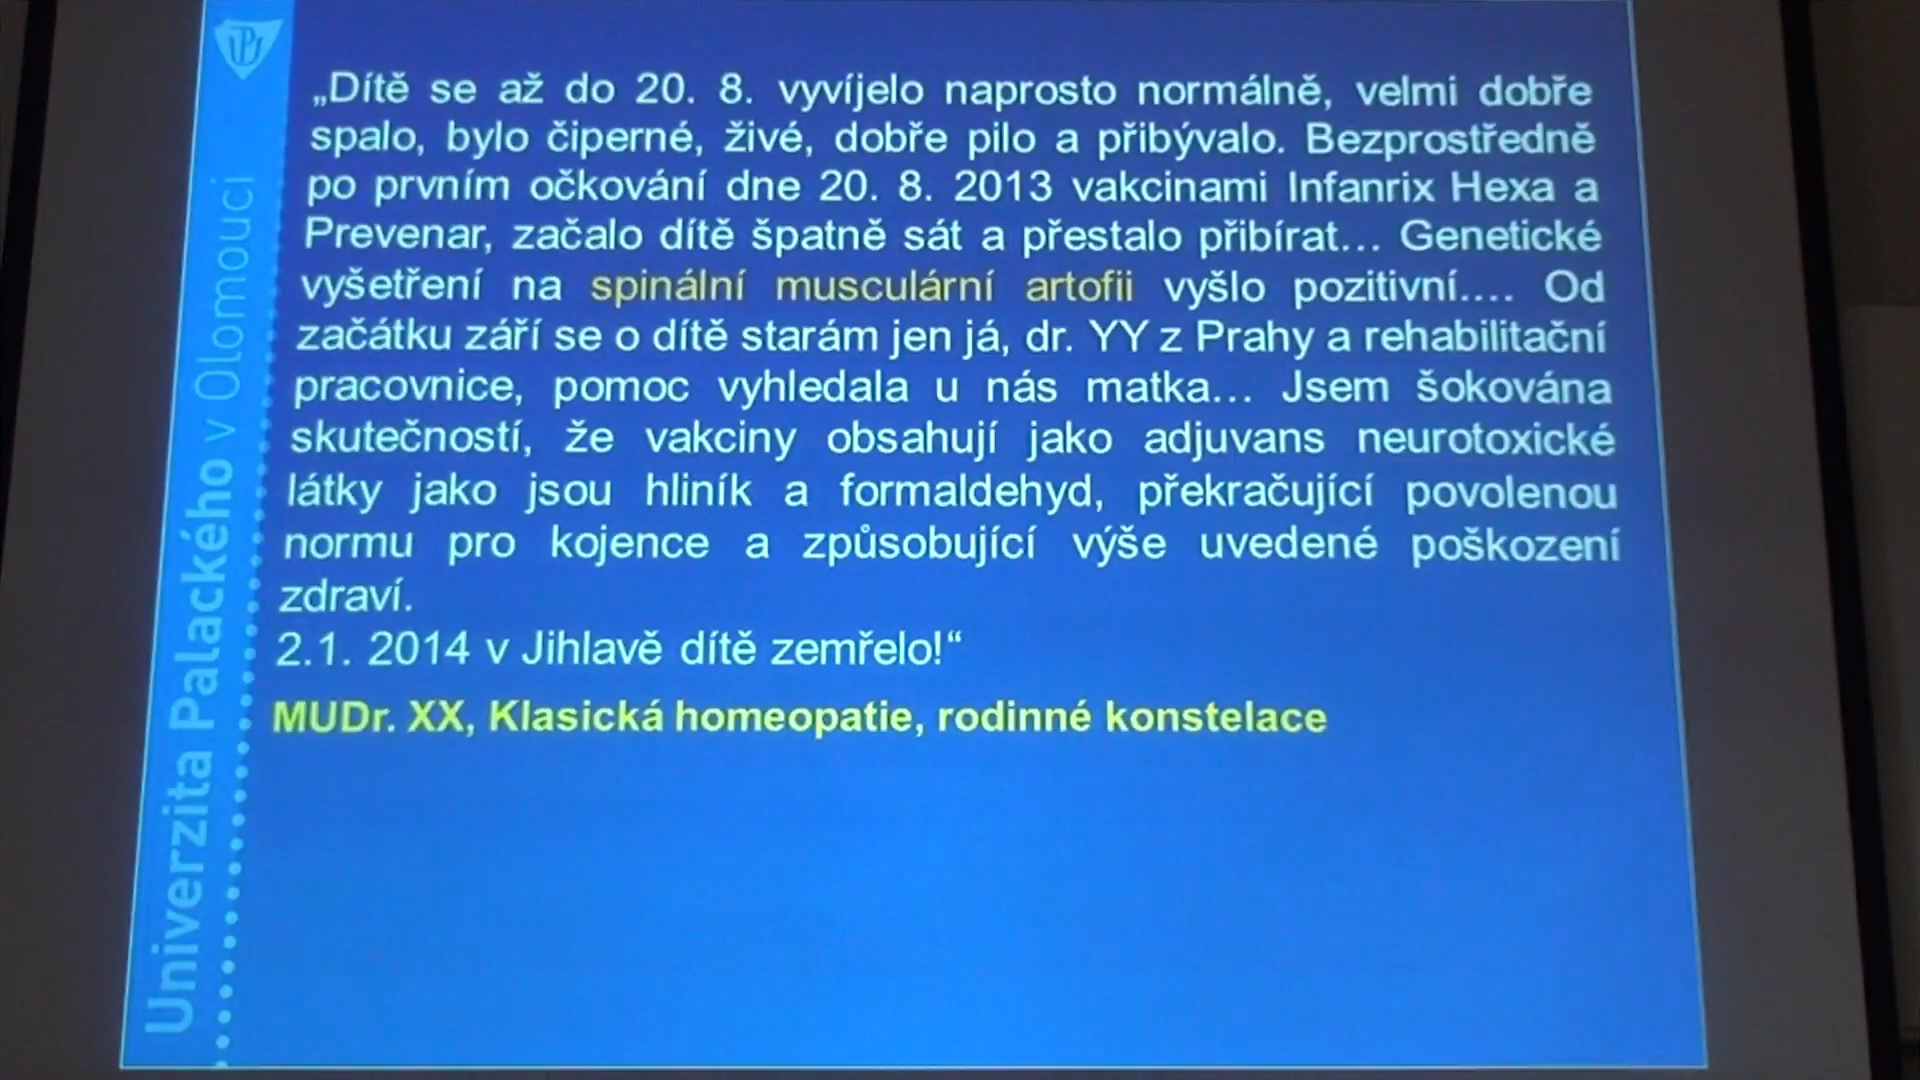 „Dítě se až do 20. 8. vyvíjelo naprosto normálně, velmi dobře
spalo, bylo čiperné, živé, dobře pilo a přibývalo. Bezprostředně
po prvním očkování dne 20. 8. 2013 vakcinami Infanrix Hexa a
Prevenar, začalo dítě špatně sát a přestalo přibírat... Genetické
vyšetření na spinální musculární artofii vyšlo pozitivní.... Od
začátku září se o dítě starám jen já, dr. YY z Prahy a rehabilitační
pracovnice, pomoc vyhledala u nás matka... Jsem šokována
skutečností, že vakciny obsahují jako adjuvans neurotoxické
látky jako jsou hliník a formaldehyd, překračující povolenou
normu pro kojence a způsobující výše uvedené poškození
zdraví.
2.1. 2014 v Jihlavě dítě zemřelo!“
MUDr. XX, Klasická homeopatie, rodinné konstelace
Univerzita Palackého v Olomouci
UP